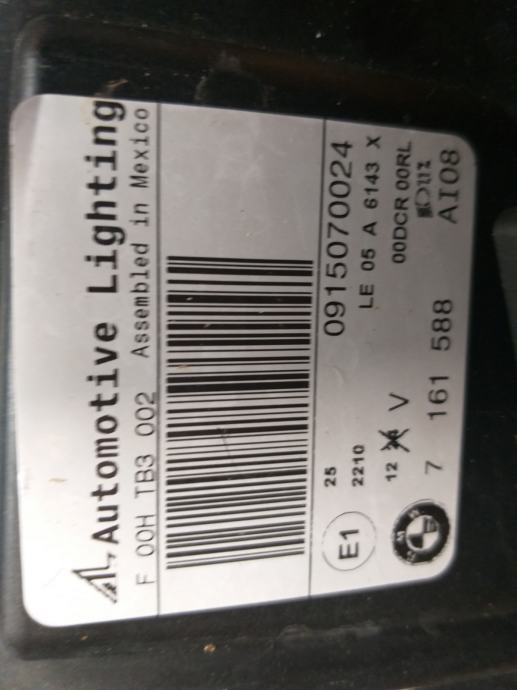 Automotive Lighting
F 00H TB3 002 Assembled in Mexico
25 0915070024
E1 2210 LE 05 A 6143 X
12 V 00DCR 00RL
BMW 7 161 588 AI08